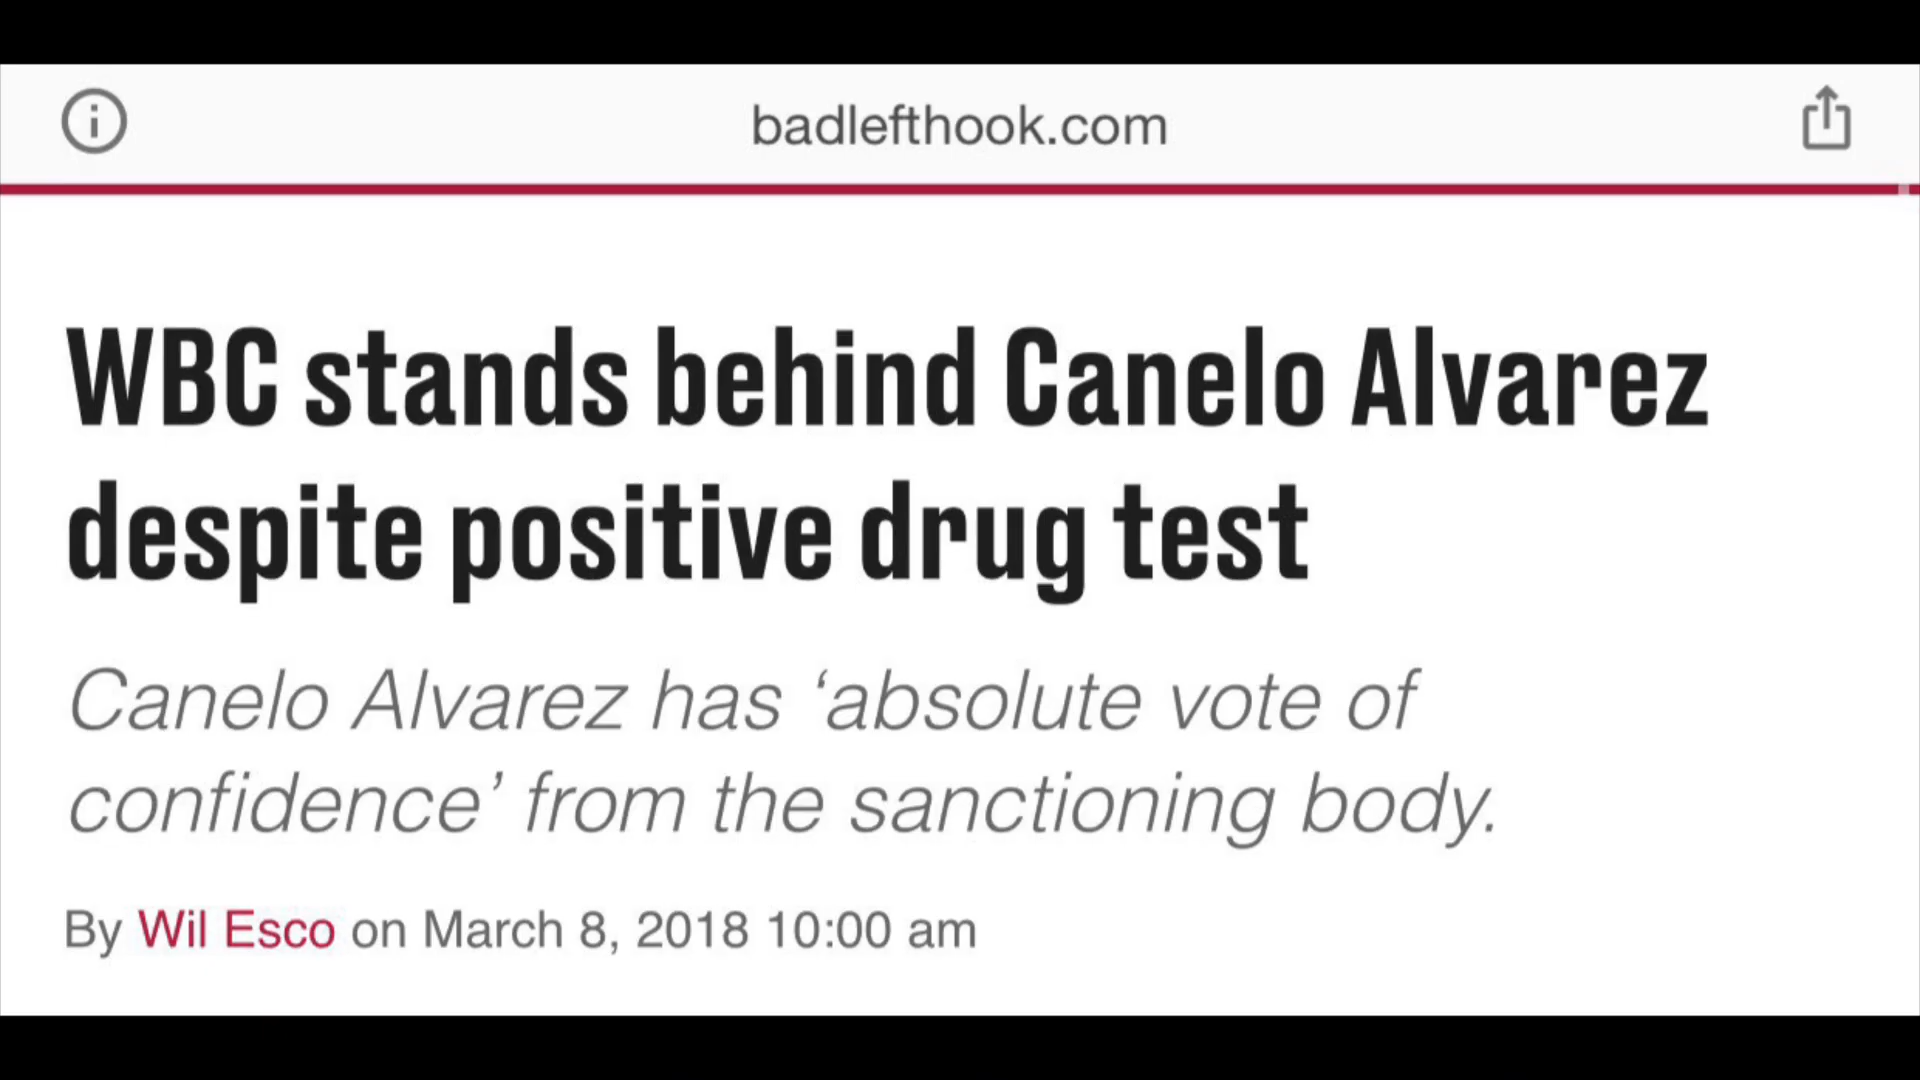 badlefthook.com
WBC stands behind Canelo Alvarez
despite positive drug test
Canelo Alvarez has ‘absolute vote of
confidence’ from the sanctioning body.
By Wil Esco on March 8, 2018 10:00 am